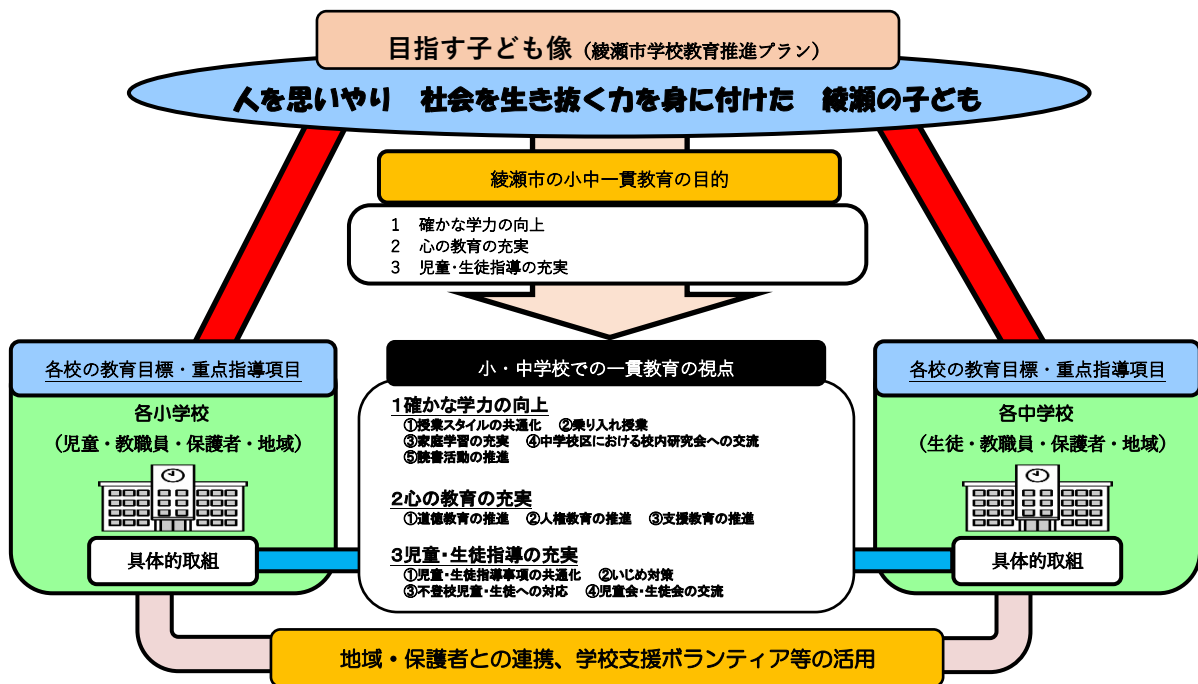 目指す子ども像（綾瀬市学校教育推進プラン）
人を思いやり　社会を生き抜く力を身に付けた　綾瀬の子ども
綾瀬市の小中一貫教育の目的
1　確かな学力の向上
2　心の教育の充実
3　児童・生徒指導の充実
各校の教育目標・重点指導項目
各小学校
（児童・教職員・保護者・地域）
具体的取組
小・中学校での一貫教育の視点
1確かな学力の向上
①授業スタイルの共通化　②乗り入れ授業
③家庭学習の充実　④中学校区における校内研究会への交流
⑤読書活動の推進
2心の教育の充実
①道徳教育の推進　②人権教育の推進　③支援教育の推進
3児童・生徒指導の充実
①児童・生徒指導事項の共通化　②いじめ対策
③不登校児童・生徒への対応　④児童会・生徒会の交流
各校の教育目標・重点指導項目
各中学校
（生徒・教職員・保護者・地域）
具体的取組
地域・保護者との連携、学校支援ボランティア等の活用